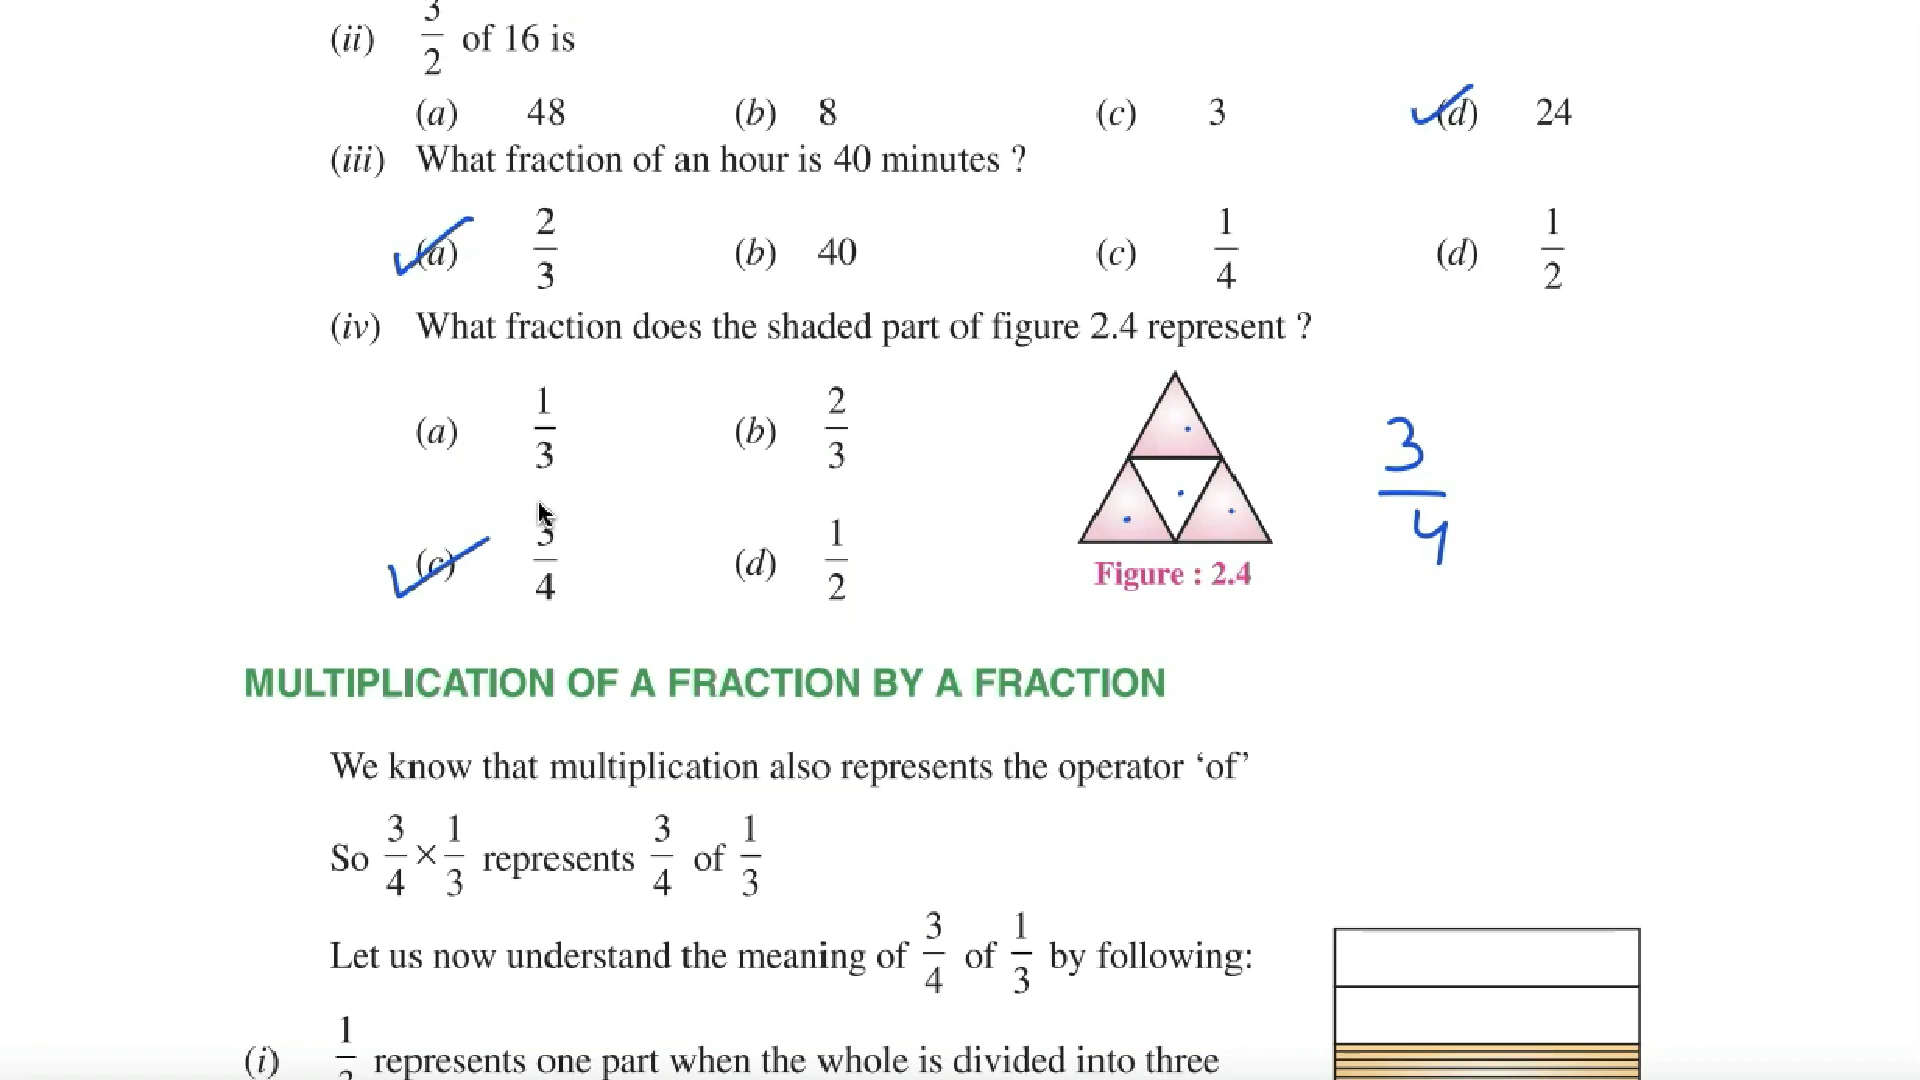 (ii) 3/2 of 16 is
(a) 48 (b) 8 (c) 3 (d) 24
(iii) What fraction of an hour is 40 minutes ?
(a) 2/3 (b) 40 (c) 1/4 (d) 1/2
(iv) What fraction does the shaded part of figure 2.4 represent ?
(a) 1/3 (b) 2/3
(c) 3/4 (d) 1/2
Figure : 2.4
3/4
MULTIPLICATION OF A FRACTION BY A FRACTION
We know that multiplication also represents the operator ‘of’
So 3/4 × 1/3 represents 3/4 of 1/3
Let us now understand the meaning of 3/4 of 1/3 by following:
(i) 1/3 represents one part when the whole is divided into three